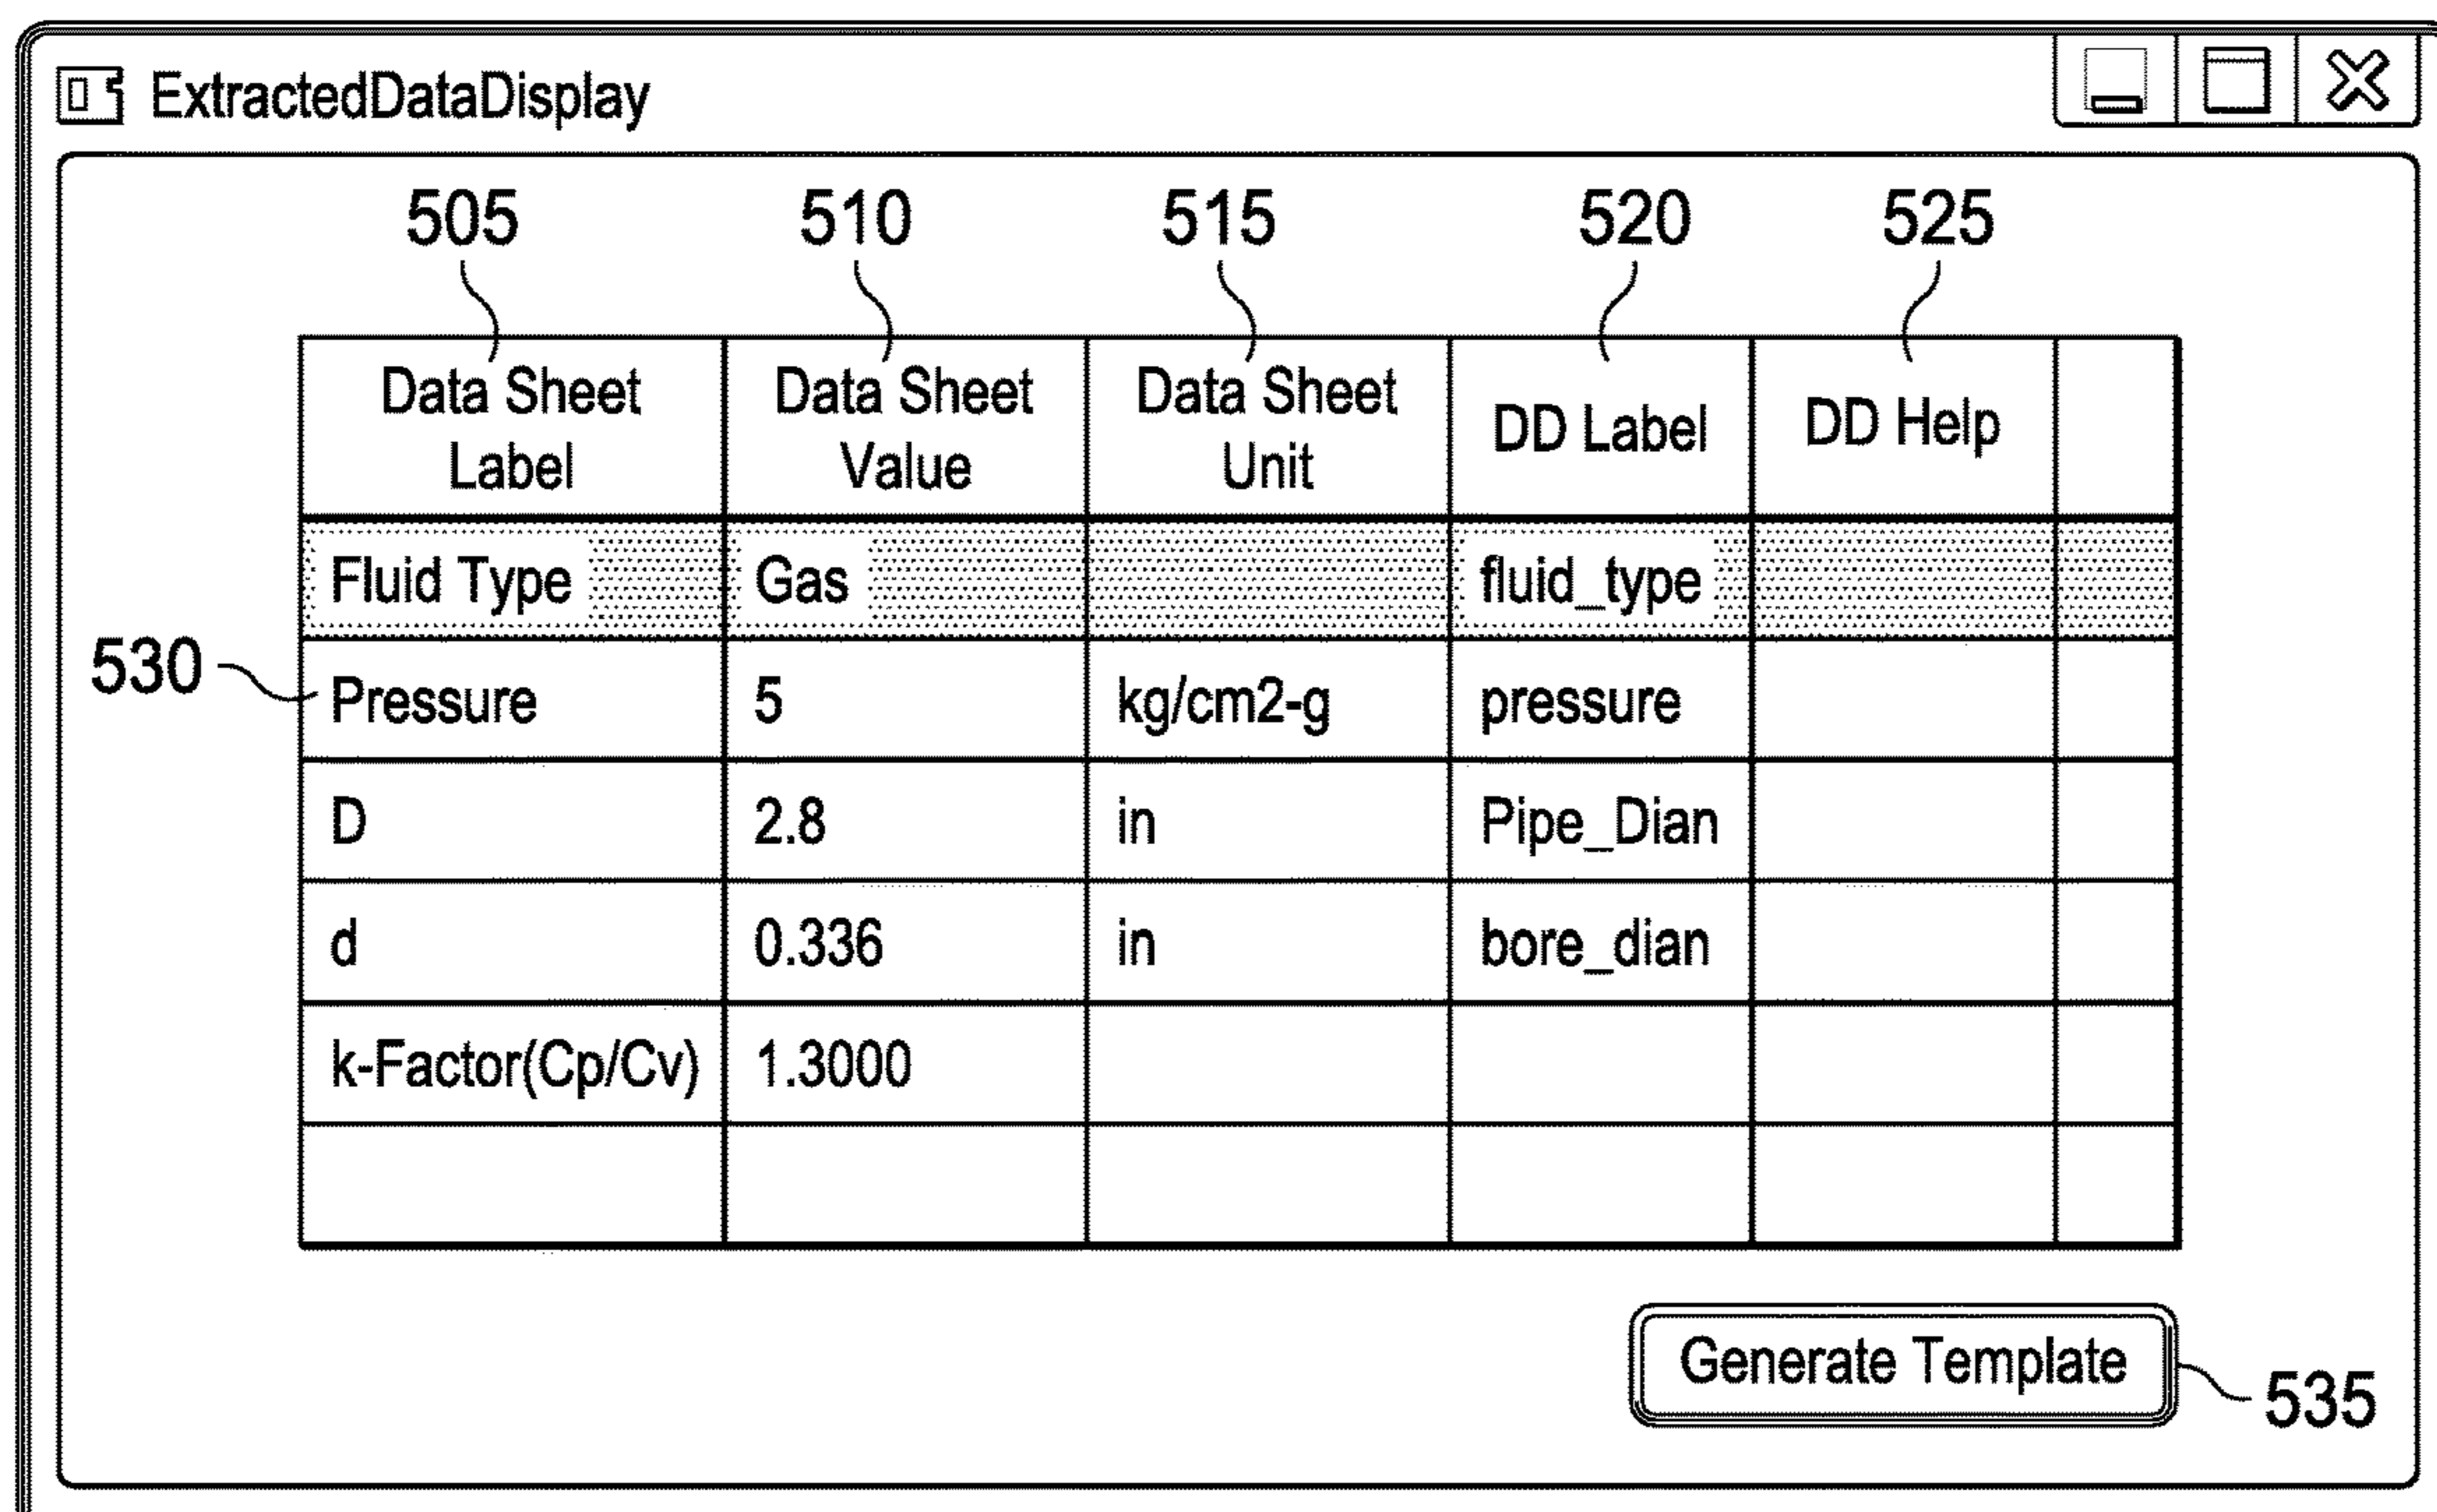 ExtractedDataDisplay
505 510 515 520 525
Data Sheet Label Data Sheet Value Data Sheet Unit DD Label DD Help
Fluid Type Gas fluid_type
530 Pressure 5 kg/cm2-g pressure
D 2.8 in Pipe_Dian
d 0.336 in bore_dian
k-Factor(Cp/Cv) 1.3000
Generate Template
535